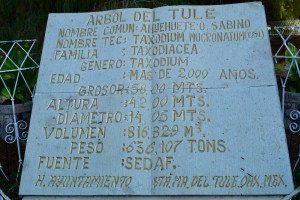 ARBOL DEL TULE
NOMBRE COMUN: AHUEHUETE O, SABINO
NOMBRE TEC: TAXODIUM MUCRONATUM (TEN)
FAMILIA : TAXODIACEA
GENERO: TAXODIUM
EDAD : MAS DE 2,000 AÑOS.
GROSOR: 58.00 MTS.
ALTURA : 42.00 MTS.
DIAMETRO: 14.05 MTS.
VOLUMEN : 816.829 M³.
PESO : 636.107 TONS.
FUENTE : SEDAF.
H. AYUNTAMIENTO STA. MA. DEL TULE, OAX. MEX.